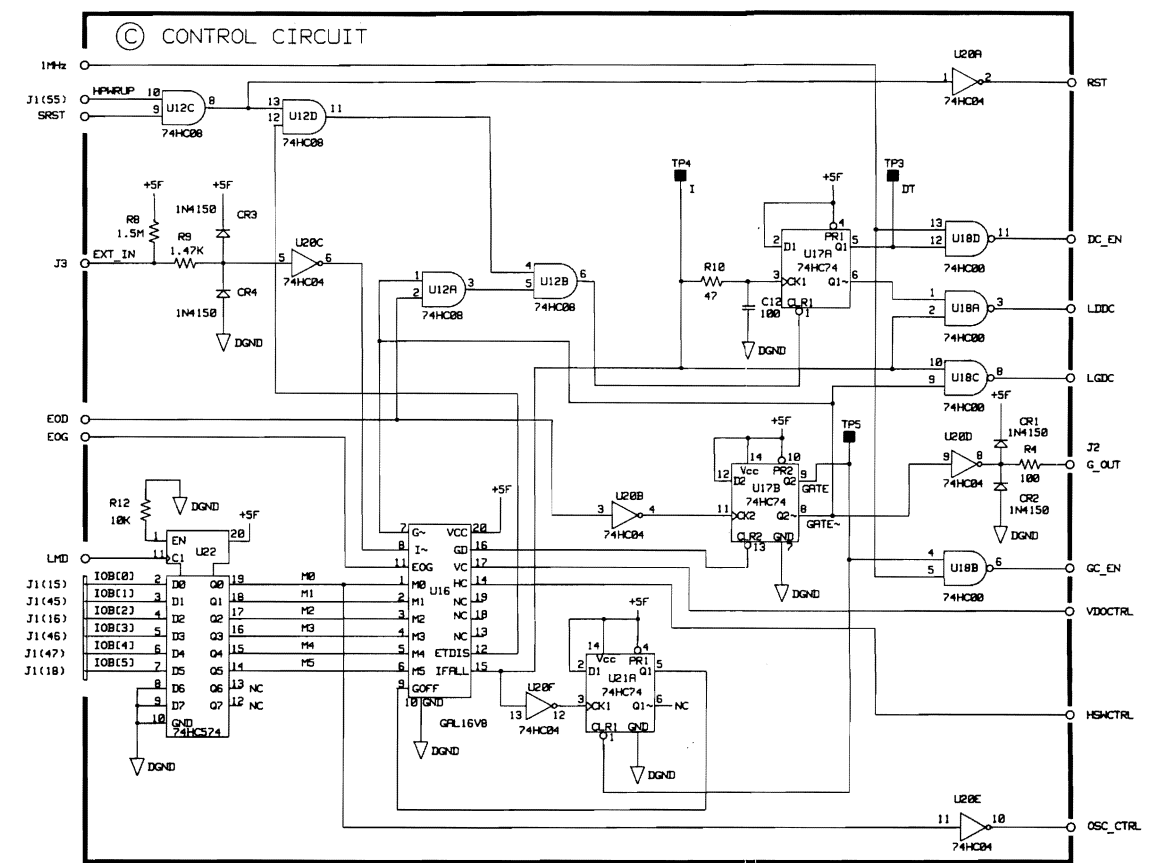 C CONTROL CIRCUIT
1MHz
J1(55) HPWRUP 10
SRST 9
U12C
8
74HC08
13
12
U12D
11
74HC08
U20A
1 2
74HC04
RST
+5F
R8
1.5M
+5F
1N4150
CR3
R9
1.47K
J3 EXT_IN
CR4
1N4150
DGND
U20C
5 6
74HC04
1
2
U12A
3
74HC08
4
5
U12B
6
74HC08
TP4
I
R10
47
C12
100
DGND
+5F
4
PR1
2 D1 Q1 5
U17A
74HC74
3 CK1 Q1~ 6
CLR1
1
TP3
DT
13
12
U18D
11
74HC00
DC_EN
1
2
U18A
3
74HC00
LDDC
10
9
U18C
8
74HC00
LGDC
EOD
EOG
+5F
CR1
1N4150
U20D
9 8
74HC04
R4
100
J2
G_OUT
CR2
1N4150
DGND
TP5
+5F
14 10
Vcc PR2
12 D2 Q2 9
GATE
U17B
74HC74
11 CK2 Q2~ 8
GATE~
CLR2 GND
13 7
DGND
U20B
3 4
74HC04
4
5
U18B
6
74HC00
GC_EN
VDOCTRL
HSWCTRL
R12
10K
DGND
+5F
1 EN 20
U22
LMD 11 C1
J1(15) IOB[0] 2 D0 Q0 19 M0
J1(45) IOB[1] 3 D1 Q1 18 M1
J1(16) IOB[2] 4 D2 Q2 17 M2
J1(46) IOB[3] 5 D3 Q3 16 M3
J1(47) IOB[4] 6 D4 Q4 15 M4
J1(18) IOB[5] 7 D5 Q5 14 M5
8 D6 Q6 13 NC
9 D7 Q7 12 NC
10 GND
74HC574
DGND
+5F
7 G~ VCC 20
8 I~ GD 16
11 EOG VC 17
1 M0 HC 14
U16
2 M1 NC 19
3 M2 NC 18
4 M3 NC 13
5 M4 ETDIS 12
6 M5 IFALL 15
9 GOFF
10 GND
GAL16V8
DGND
U20F
13 12
74HC04
+5F
14 4
Vcc PR1
2 D1 Q1 5
U21A
74HC74
3 CK1 Q1~ 6 NC
CLR1 GND
1
DGND
U20E
11 10
74HC04
OSC_CTRL